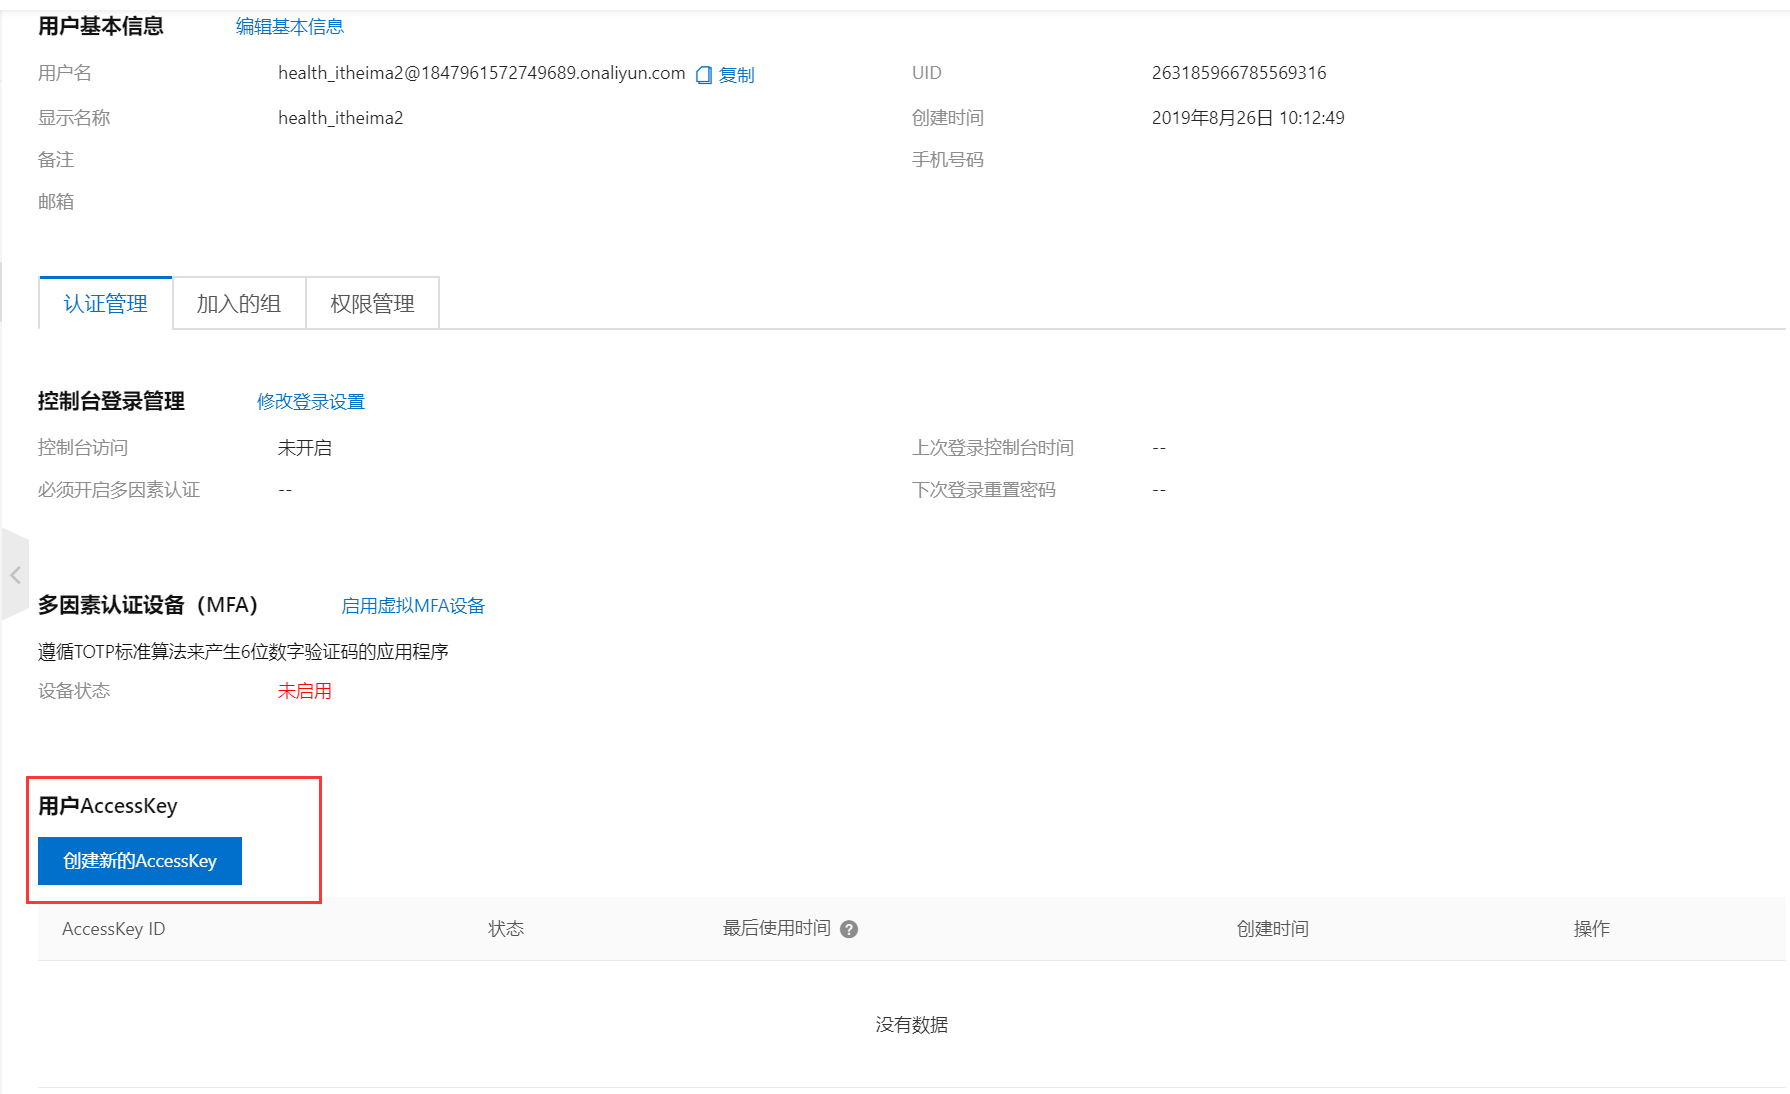 用户基本信息 编辑基本信息
用户名 health_itheima2@1847961572749689.onaliyun.com 复制 UID 263185966785569316
显示名称 health_itheima2 创建时间 2019年8月26日 10:12:49
备注 手机号码
邮箱
认证管理 加入的组 权限管理
控制台登录管理 修改登录设置
控制台访问 未开启 上次登录控制台时间 --
必须开启多因素认证 -- 下次登录重置密码 --
多因素认证设备（MFA） 启用虚拟MFA设备
遵循TOTP标准算法来产生6位数字验证码的应用程序
设备状态 未启用
用户AccessKey
创建新的AccessKey
AccessKey ID 状态 最后使用时间 ? 创建时间 操作
没有数据